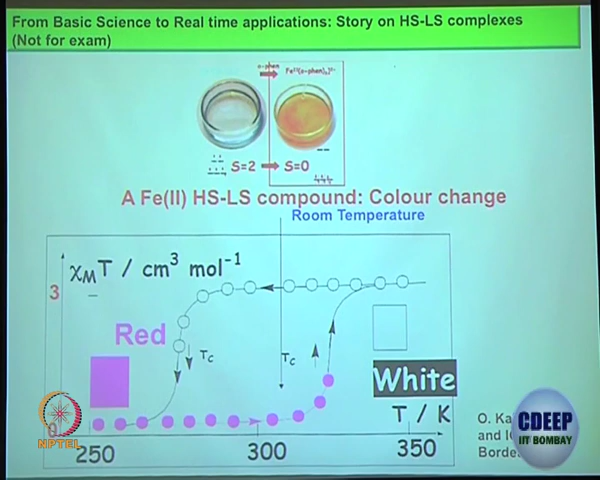 From Basic Science to Real time applications: Story on HS-LS complexes
(Not for exam)
S=2 S=0
A Fe(II) HS-LS compound: Colour change
Room Temperature
χMT / cm³ mol⁻¹
3
Red
Tc
Tc
White
0
T / K
250
300
350
O. Ka
and I
Borde
NPTEL
CDEEP
IIT BOMBAY